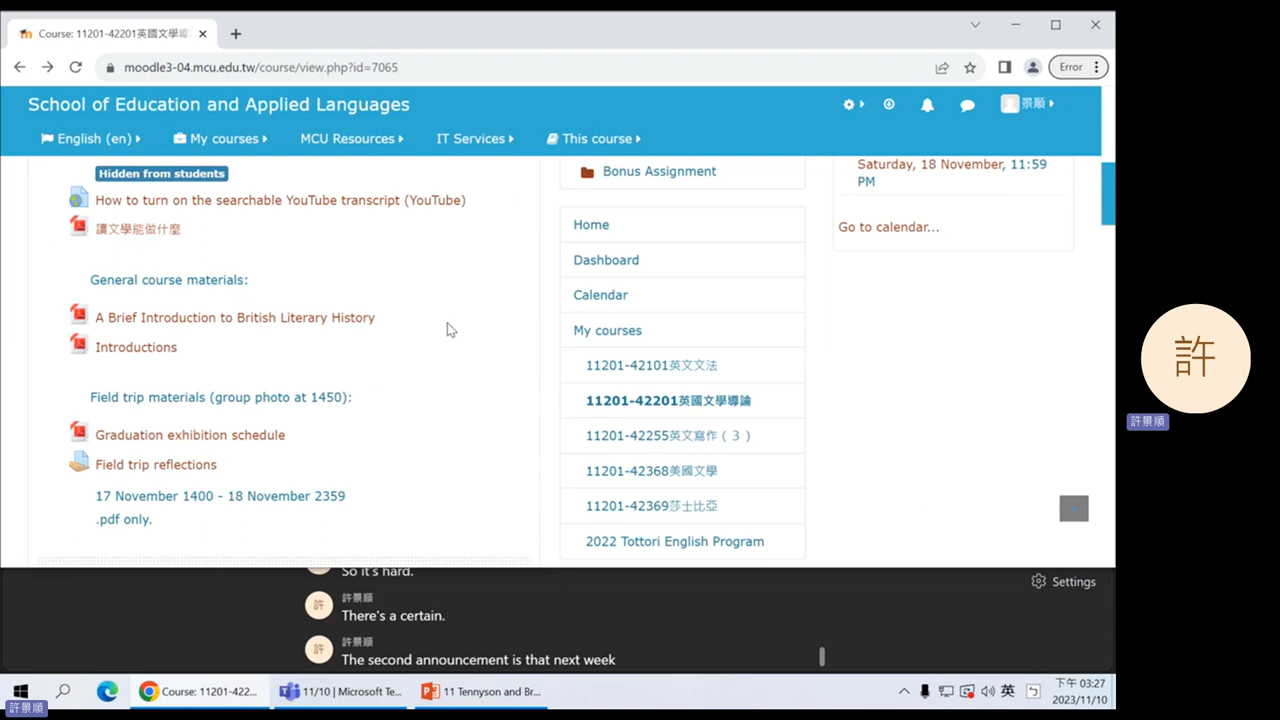 Course: 11201-42201英國文學導
moodle3-04.mcu.edu.tw/course/view.php?id=7065
Error
School of Education and Applied Languages
景順
English (en)
My courses
MCU Resources
IT Services
This course
Hidden from students
How to turn on the searchable YouTube transcript (YouTube)
讀文學能做什麼
General course materials:
A Brief Introduction to British Literary History
Introductions
Field trip materials (group photo at 1450):
Graduation exhibition schedule
Field trip reflections
17 November 1400 - 18 November 2359
.pdf only.
Bonus Assignment
Home
Dashboard
Calendar
My courses
11201-42101英文文法
11201-42201英國文學導論
11201-42255英文寫作（３）
11201-42368美國文學
11201-42369莎士比亞
2022 Tottori English Program
Saturday, 18 November, 11:59
PM
Go to calendar...
許
許景順
So it's hard.
許
許景順
There's a certain.
許
許景順
The second announcement is that next week
Settings
Course: 11201-422...
11/10 | Microsoft Te...
11 Tennyson and Br...
英
下午 03:27
2023/11/10
許景順